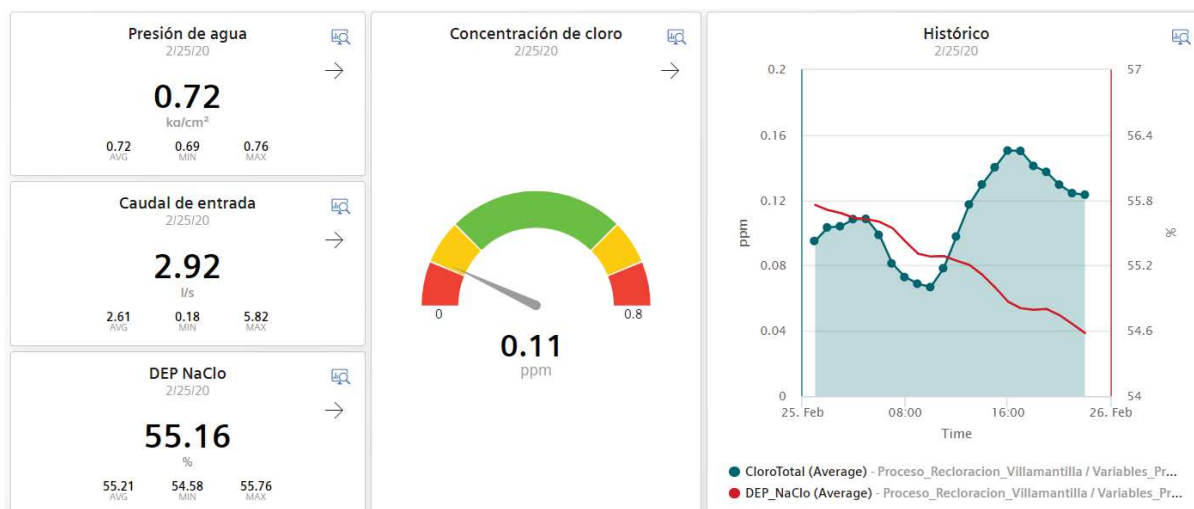 Presión de agua
2/25/20
0.72
kg/cm²
0.72 0.69 0.76
AVG MIN MAX
Caudal de entrada
2/25/20
2.92
l/s
2.61 0.18 5.82
AVG MIN MAX
DEP NaClo
2/25/20
55.16
%
55.21 54.58 55.76
AVG MIN MAX
Concentración de cloro
2/25/20
0 0.8
0.11
ppm
Histórico
2/25/20
0.2 57
0.16 56.4
0.12 55.8
ppm %
0.08 55.2
0.04 54.6
0 54
25. Feb 08:00 16:00 26. Feb
Time
CloroTotal (Average) - Proceso_Recloracion_Villamantilla / Variables_Pr...
DEP_NaClo (Average) - Proceso_Recloracion_Villamantilla / Variables_Pr...